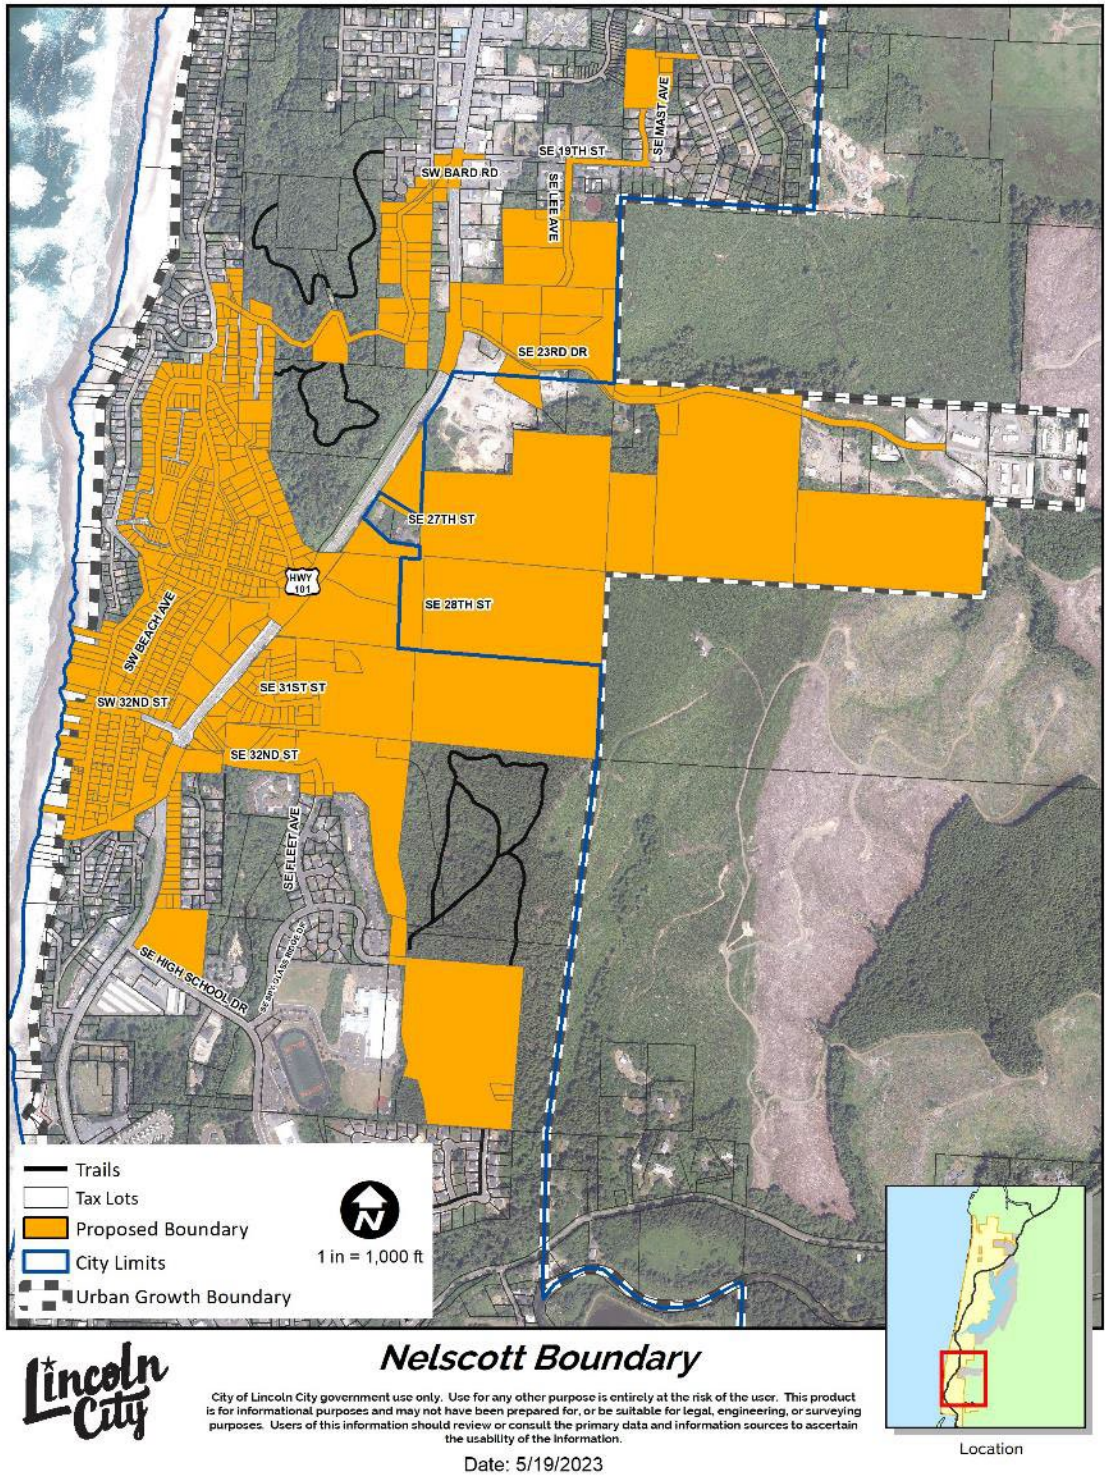 SE MAST AVE
SE 19TH ST
SW BARD RD
SE LEE AVE
SE 23RD DR
SE 27TH ST
HWY
101
SE 28TH ST
SW BEACH AVE
SE 31ST ST
SW 32ND ST
SE 32ND ST
SE FLEET AVE
SE SPY GLASS RIDGE DR
SE HIGH SCHOOL DR
Trails
Tax Lots
Proposed Boundary
City Limits
Urban Growth Boundary
N
1 in = 1,000 ft
Lincoln
City
Nelscott Boundary
City of Lincoln City government use only. Use for any other purpose is entirely at the risk of the user. This product
is for informational purposes and may not have been prepared for, or be suitable for legal, engineering, or surveying
purposes. Users of this information should review or consult the primary data and information sources to ascertain
the usability of the information.
Date: 5/19/2023
Location